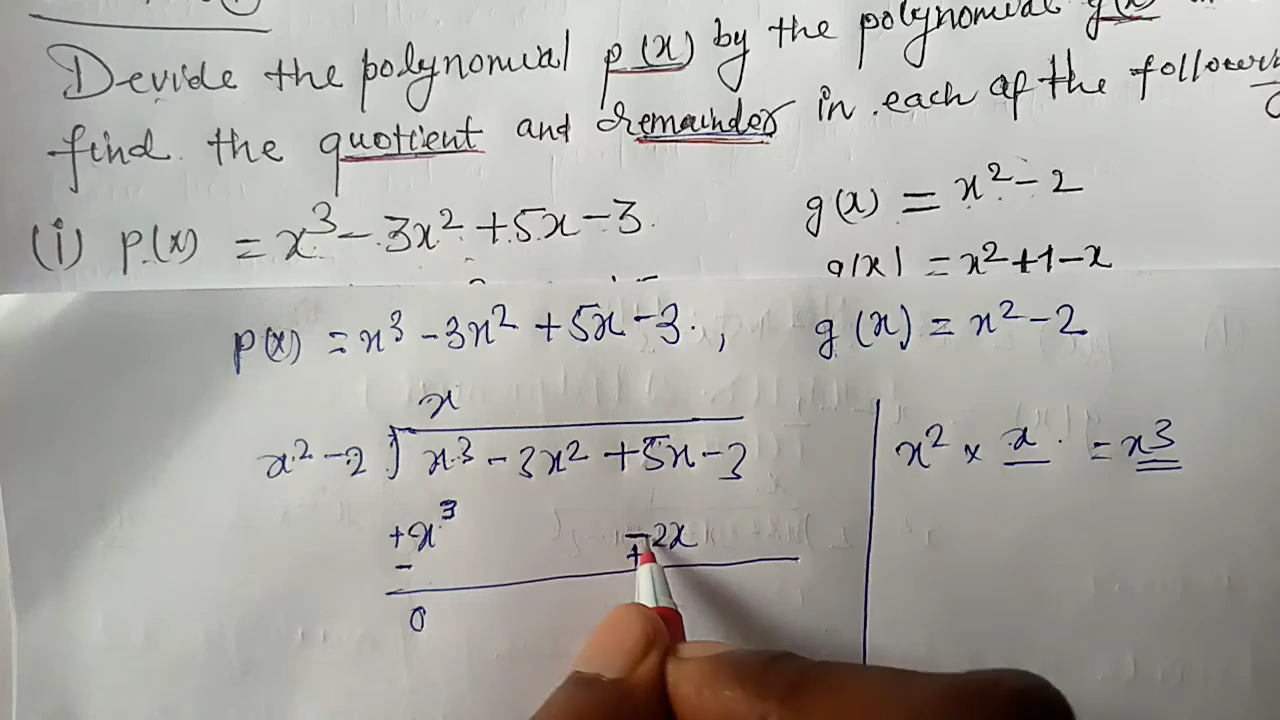 Devide the polynomial p(x) by the polynomial g(x)
find the quotient and remainder in each of the
(i) p(x) = x³ - 3x² + 5x - 3. g(x) = x² - 2
g(x) = x² + 1 - x
p(x) = x³ - 3x² + 5x - 3. , g(x) = x² - 2
x
x² - 2 ) x³ - 3x² + 5x - 3 x² × x = x³
+x³ -2x
- +
0